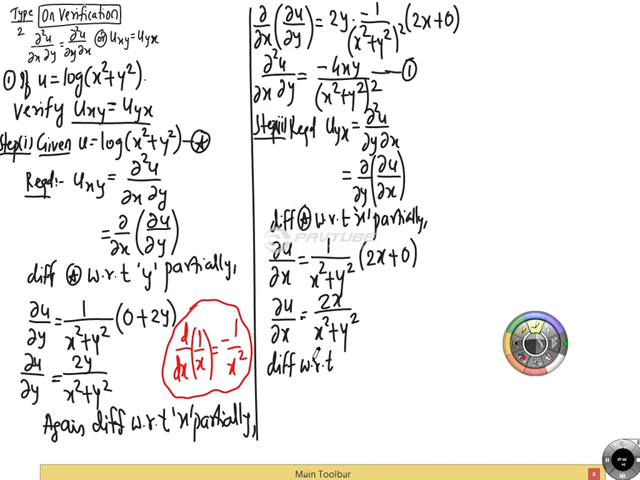 Type 2 On Verification
∂²u/∂x∂y = ∂²u/∂y∂x or Uxy = Uyx
① If u = log(x²+y²).
Verify Uxy = Uyx
Step(i) Given u = log(x²+y²) — ☆
Reqd:- Uxy = ∂²u/∂x ∂y
= ∂/∂x (∂u/∂y)
diff ☆ w.r.t 'y' partially,
∂u/∂y = 1/(x²+y²) (0+2y)
∂u/∂y = 2y/(x²+y²)
d/dx (1/x) = -1/x²
Again diff w.r.t 'x' partially,
∂/∂x (∂u/∂y) = 2y · -1/(x²+y²)² (2x+0)
∂²u/∂x ∂y = -4xy/(x²+y²)² — ①
Step(ii) Reqd Uyx = ∂²u/∂y∂x
= ∂/∂y (∂u/∂x)
diff ☆ w.r.t 'x' partially,
PAVTUBE
∂u/∂x = 1/(x²+y²) (2x+0)
∂u/∂x = 2x/(x²+y²)
diff w.r.t
Main Toolbar
x